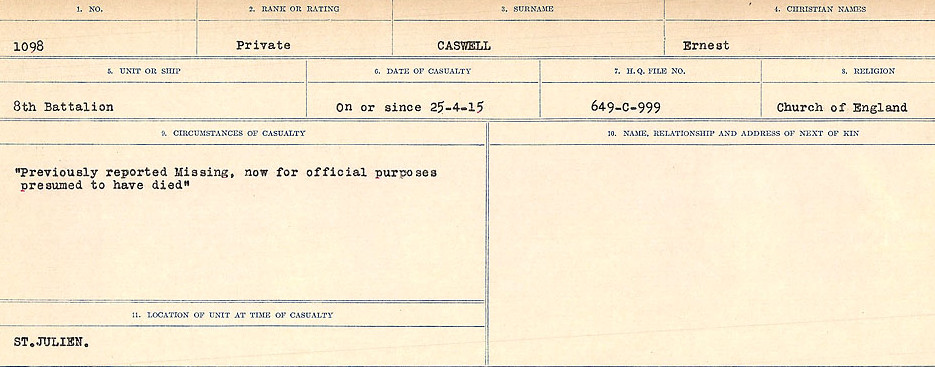 1. NO. 2. RANK OR RATING 3. SURNAME 4. CHRISTIAN NAMES
1098 Private CASWELL Ernest
5. UNIT OR SHIP 6. DATE OF CASUALTY 7. H.Q. FILE NO. 8. RELIGION
8th Battalion On or since 25-4-15 649-C-999 Church of England
9. CIRCUMSTANCES OF CASUALTY 10. NAME, RELATIONSHIP AND ADDRESS OF NEXT OF KIN
"Previously reported Missing, now for official purposes
presumed to have died"
11. LOCATION OF UNIT AT TIME OF CASUALTY
ST.JULIEN.